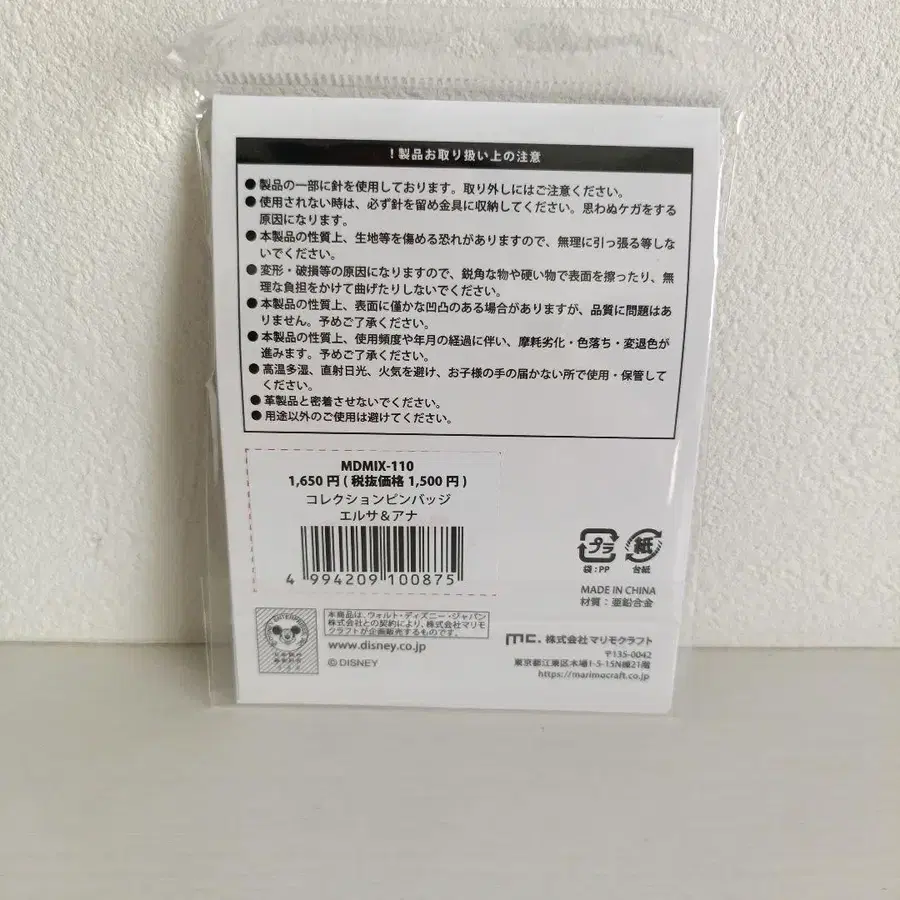 ！製品お取り扱い上の注意
●製品の一部に針を使用しております。取り外しにはご注意ください。
●使用されない時は、必ず針を留め金具に収納してください。思わぬケガをする
原因になります。
●本製品の性質上、生地等を傷める恐れがありますので、無理に引っ張る等しな
いでください。
●変形・破損等の原因になりますので、鋭角な物や硬い物で表面を擦ったり、無
理な負担をかけて曲げたりしないでください。
●本製品の性質上、表面に僅かな凹凸のある場合がありますが、品質に問題はあ
りません。予めご了承ください。
●本製品の性質上、使用頻度や年月の経過に伴い、摩耗劣化・色落ち・変退色が
進みます。予めご了承ください。
●高温多湿、直射日光、火気を避け、お子様の手の届かない所で使用・保管して
ください。
●革製品と密着させないでください。
●用途以外のご使用は避けてください。
MDMIX-110
1,650円(税抜価格1,500円)
コレクションピンバッジ
エルサ＆アナ
4 994209 100875
プラ
袋：PP
紙
台紙
MADE IN CHINA
材質：亜鉛合金
本商品は、ウォルト・ディズニー・ジャパン
株式会社との契約により、株式会社マリモ
クラフトが企画販売するものです。
www.disney.co.jp
©DISNEY
mc. 株式会社マリモクラフト
〒135-0042
東京都江東区木場1-5-15N棟21階
https://marimocraft.co.jp